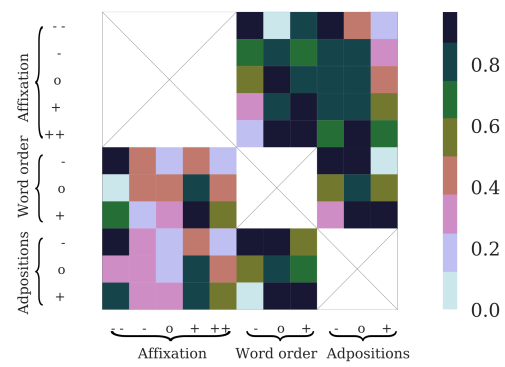 Affixation
- -
-
o
+
++
Word order
-
o
+
Adpositions
-
o
+
0.8
0.6
0.4
0.2
0.0
- - - o + ++ - o + - o +
Affixation Word order Adpositions